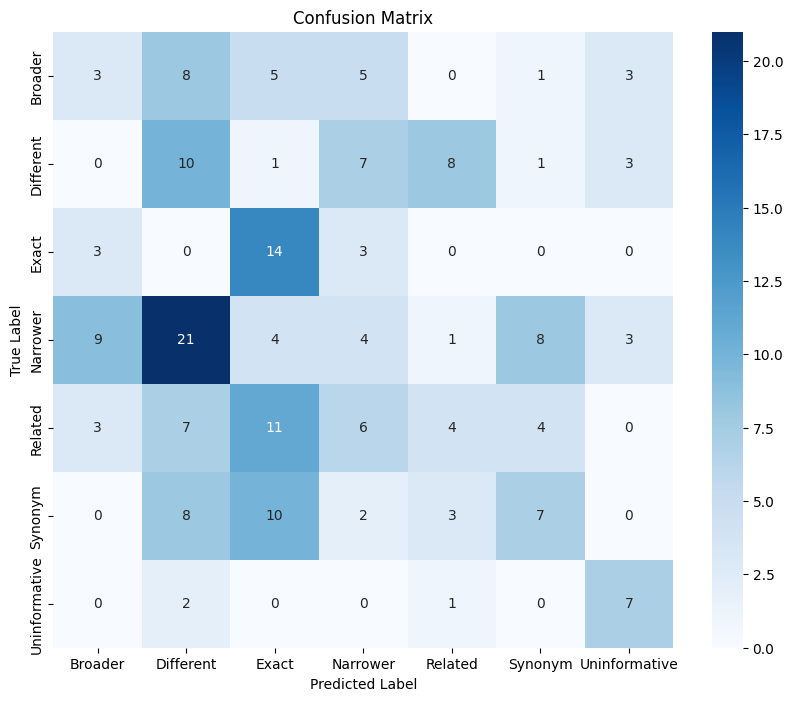 Confusion Matrix
True Label
Broader 3 8 5 5 0 1 3
Different 0 10 1 7 8 1 3
Exact 3 0 14 3 0 0 0
Narrower 9 21 4 4 1 8 3
Related 3 7 11 6 4 4 0
Synonym 0 8 10 2 3 7 0
Uninformative 0 2 0 0 1 0 7
Broader Different Exact Narrower Related Synonym Uninformative
Predicted Label
20.0
17.5
15.0
12.5
10.0
7.5
5.0
2.5
0.0